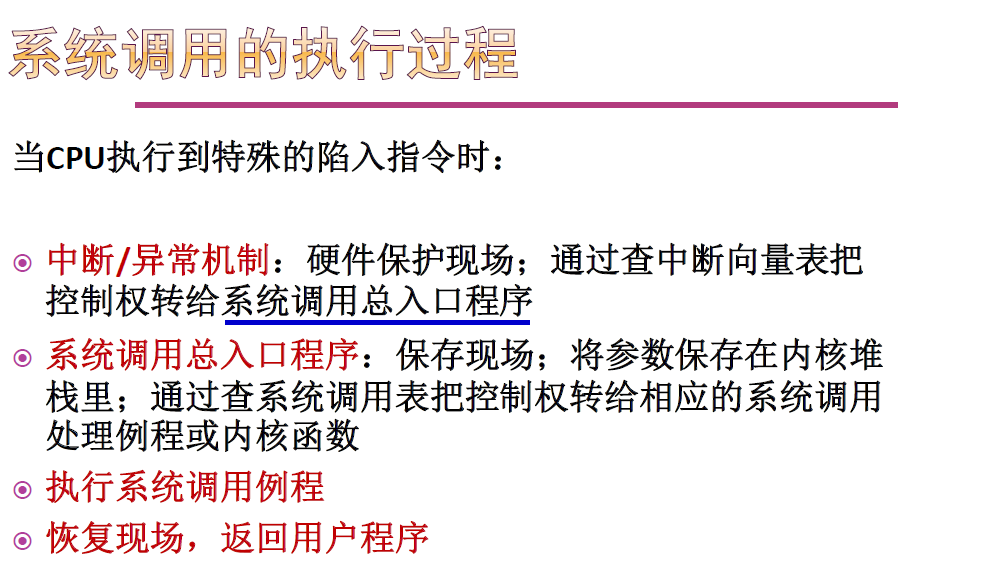 系统调用的执行过程
当CPU执行到特殊的陷入指令时：
中断/异常机制：硬件保护现场；通过查中断向量表把
控制权转给系统调用总入口程序
系统调用总入口程序：保存现场；将参数保存在内核堆
栈里；通过查系统调用表把控制权转给相应的系统调用
处理例程或内核函数
执行系统调用例程
恢复现场，返回用户程序